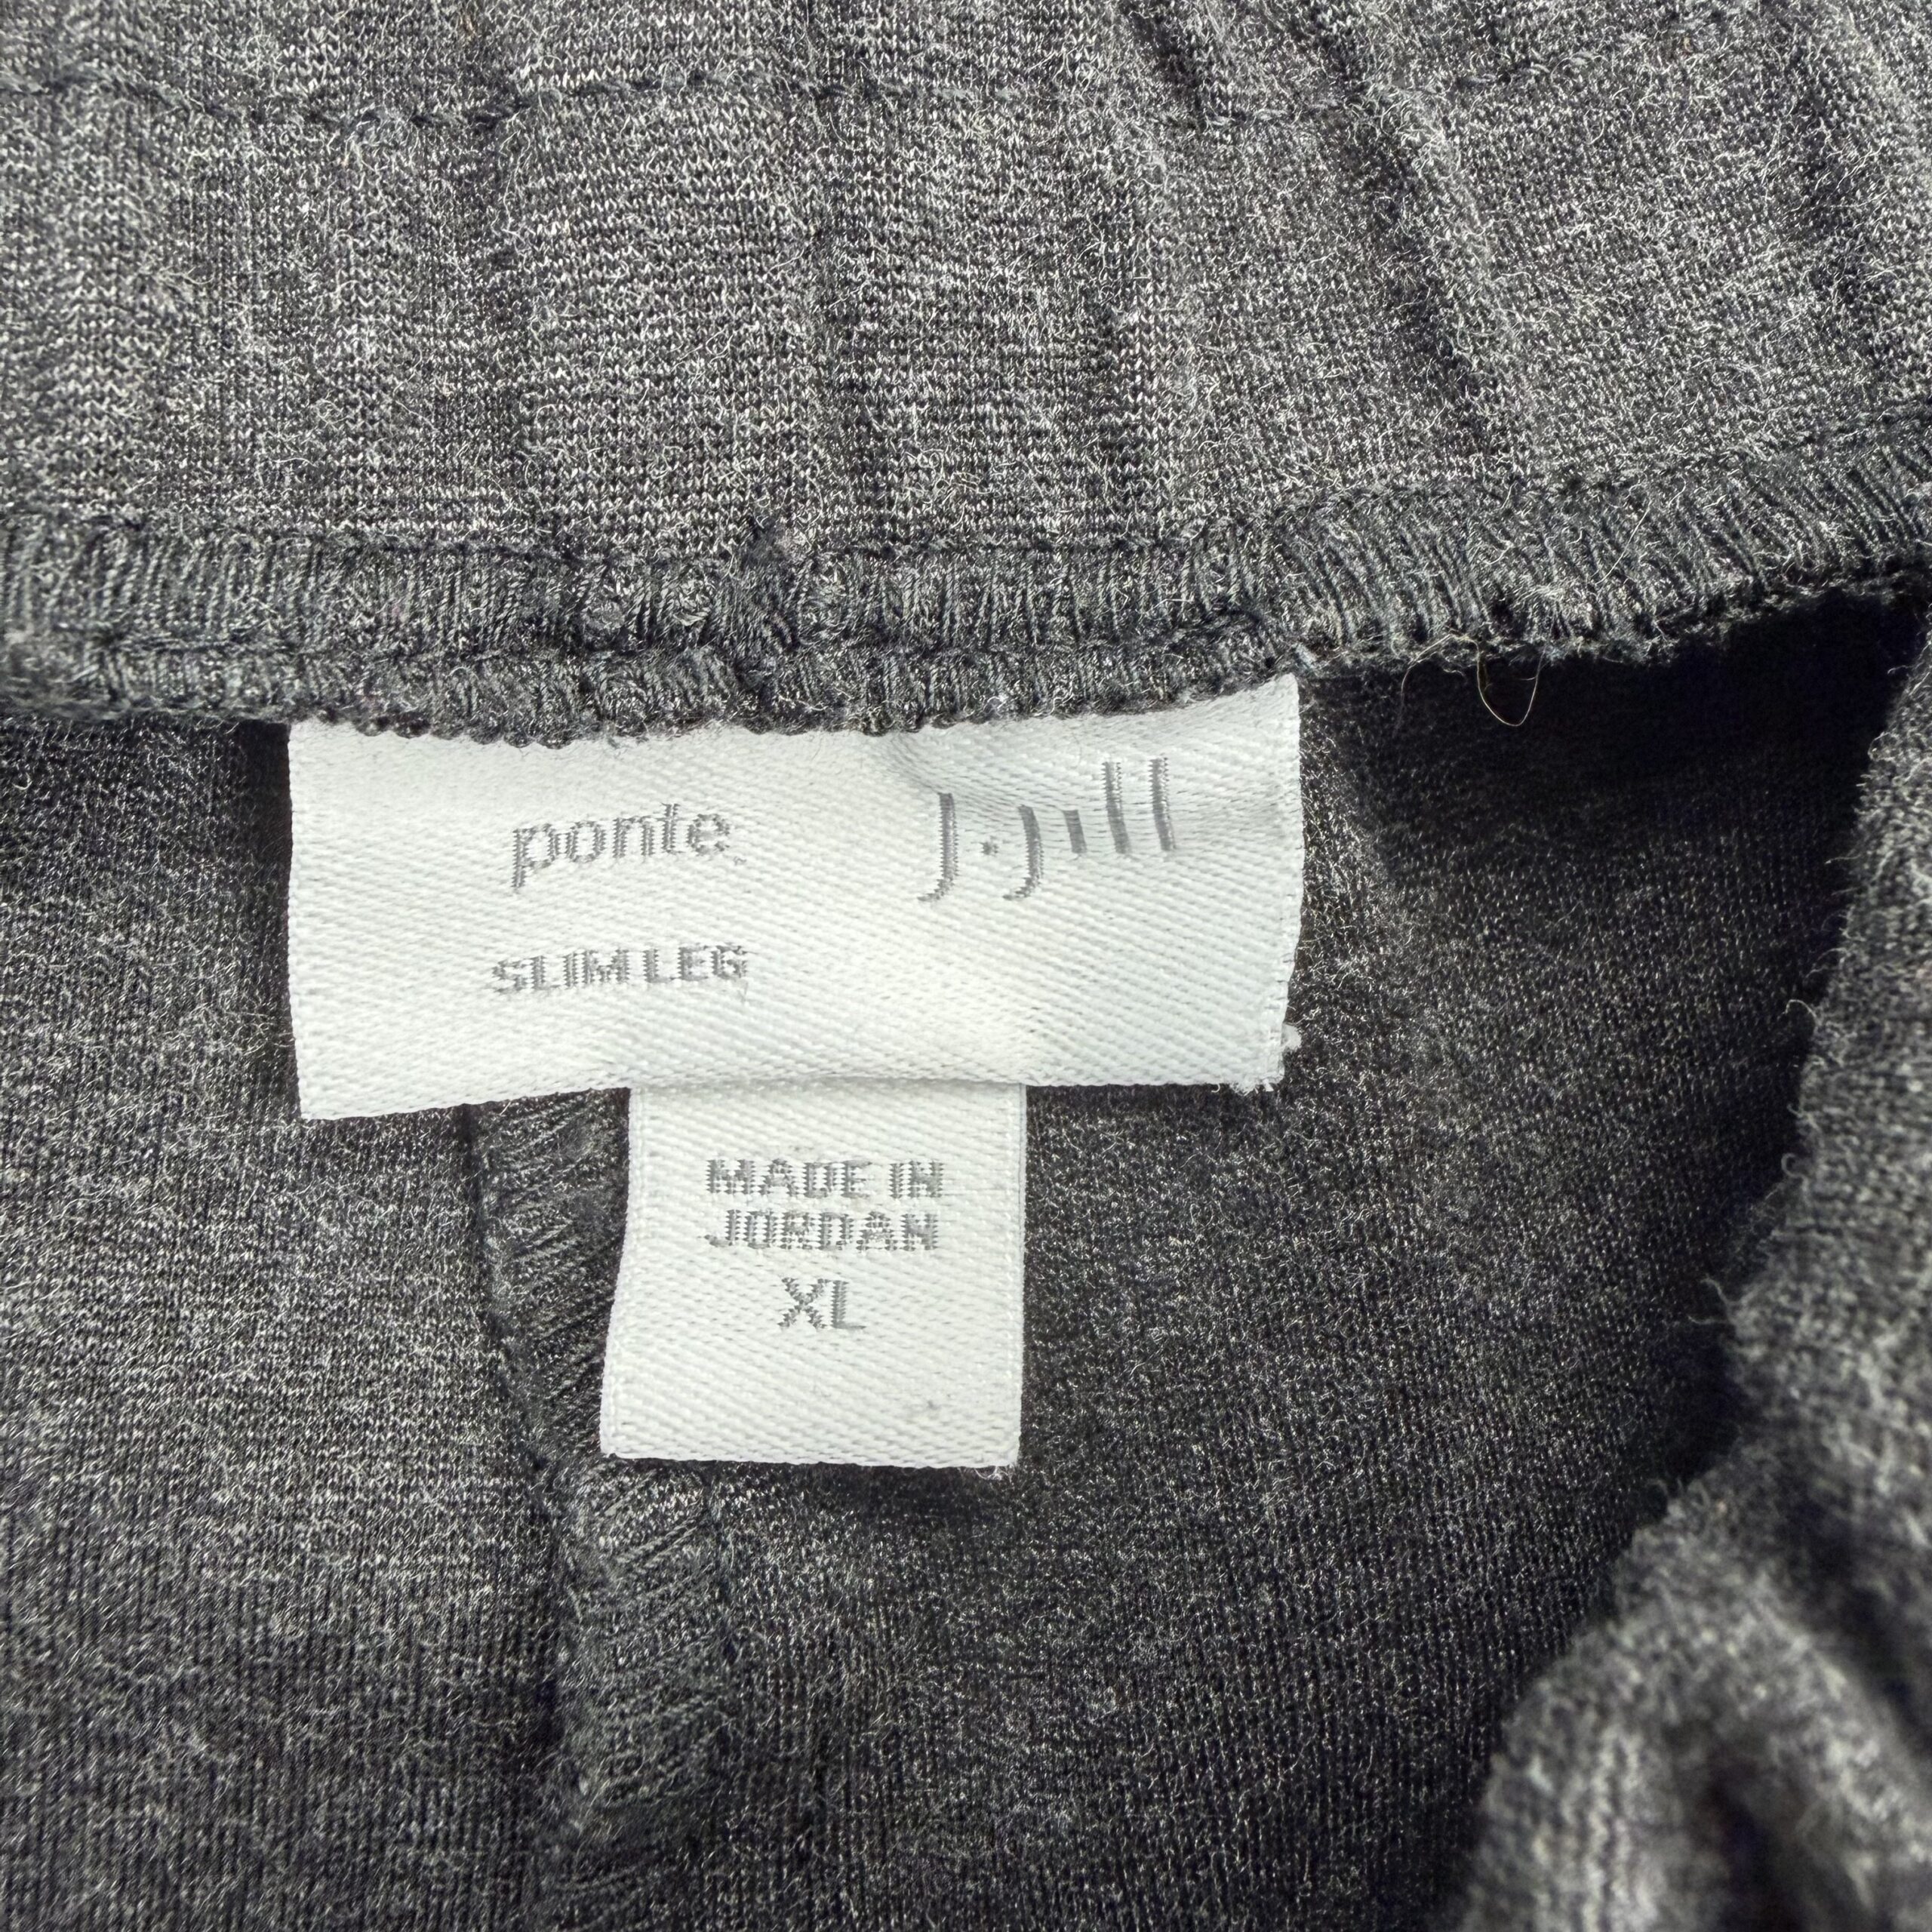 ponte
J.Jill
SLIM LEG
MADE IN
JORDAN
XL